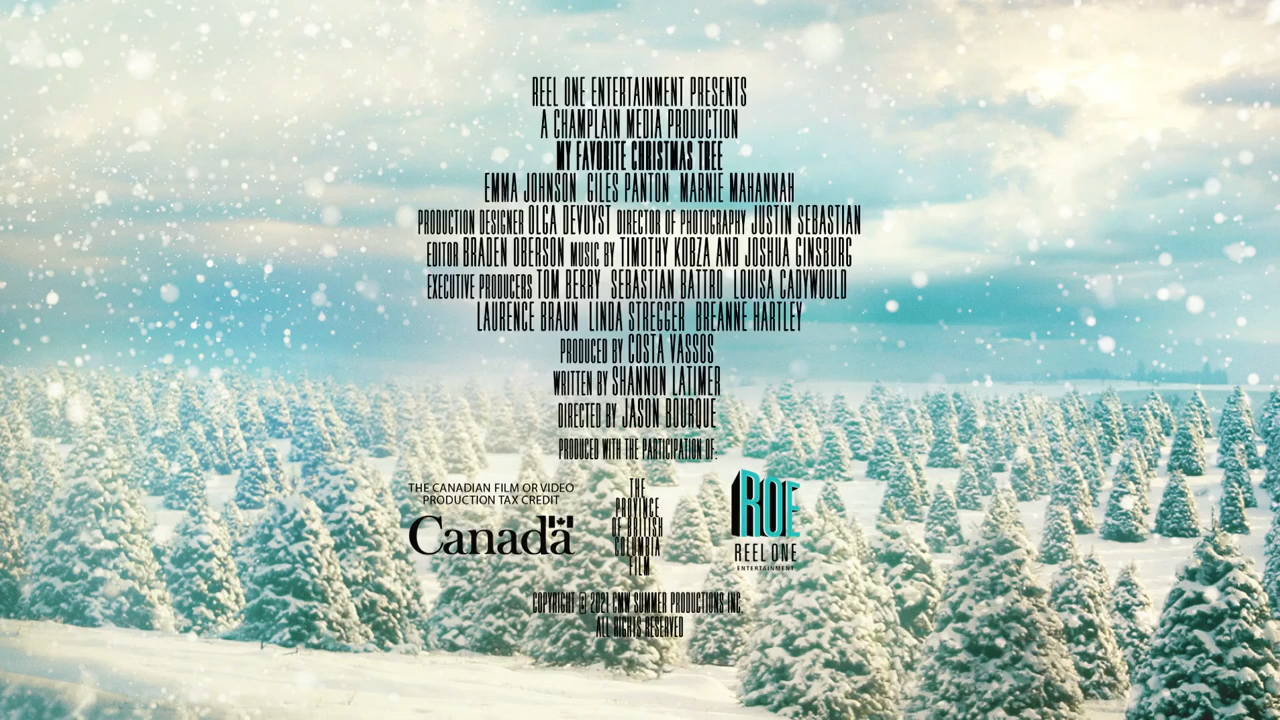 REEL ONE ENTERTAINMENT PRESENTS
A CHAMPLAIN MEDIA PRODUCTION
MY FAVORITE CHRISTMAS TREE
EMMA JOHNSON GILES PANTON MARNIE MAHANNAH
PRODUCTION DESIGNER OLGA DEVUYST DIRECTOR OF PHOTOGRAPHY JUSTIN SEBASTIAN
EDITOR BRADEN OBERSON MUSIC BY TIMOTHY KOBZA AND JOSHUA GINSBURG
EXECUTIVE PRODUCERS TOM BERRY SEBASTIAN BATTRO LOUISA CADYWOULD
LAURENCE BRAUN LINDA STREGGER BREANNE HARTLEY
PRODUCED BY COSTA VASSOS
WRITTEN BY SHANNON LATIMER
DIRECTED BY JASON BOURQUE
PRODUCED WITH THE PARTICIPATION OF:
THE CANADIAN FILM OR VIDEO
PRODUCTION TAX CREDIT
Canada
THE
PROVINCE
OF BRITISH
COLUMBIA
FILM
ROE
REEL ONE
ENTERTAINMENT
COPYRIGHT © 2021 CMW SUMMER PRODUCTIONS INC.
ALL RIGHTS RESERVED